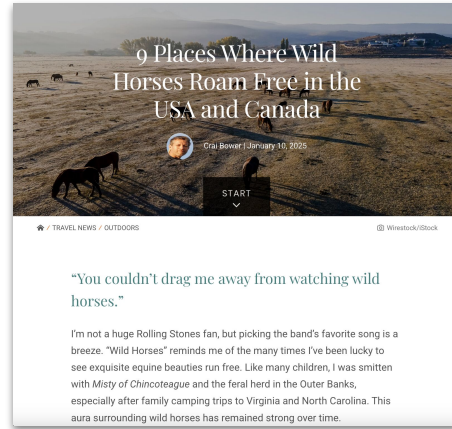 9 Places Where Wild
Horses Roam Free in the
USA and Canada
Crai Bower | January 10, 2025
START
/ TRAVEL NEWS / OUTDOORS
Wirestock/iStock
“You couldn’t drag me away from watching wild
horses.”
I’m not a huge Rolling Stones fan, but picking the band’s favorite song is a
breeze. “Wild Horses” reminds me of the many times I’ve been lucky to
see exquisite equine beauties run free. Like many children, I was smitten
with Misty of Chincoteague and the feral herd in the Outer Banks,
especially after family camping trips to Virginia and North Carolina. This
aura surrounding wild horses has remained strong over time.